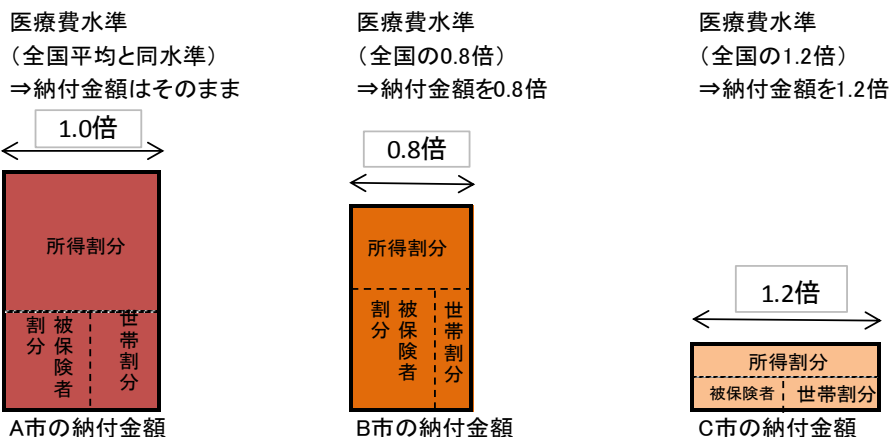 医療費水準
（全国平均と同水準）
⇒納付金額はそのまま
1.0倍
所得割分
被保険者割分
世帯割分
A市の納付金額
医療費水準
（全国の0.8倍）
⇒納付金額を0.8倍
0.8倍
所得割分
被保険者割分
世帯割分
B市の納付金額
医療費水準
（全国の1.2倍）
⇒納付金額を1.2倍
1.2倍
所得割分
被保険者
世帯割分
C市の納付金額